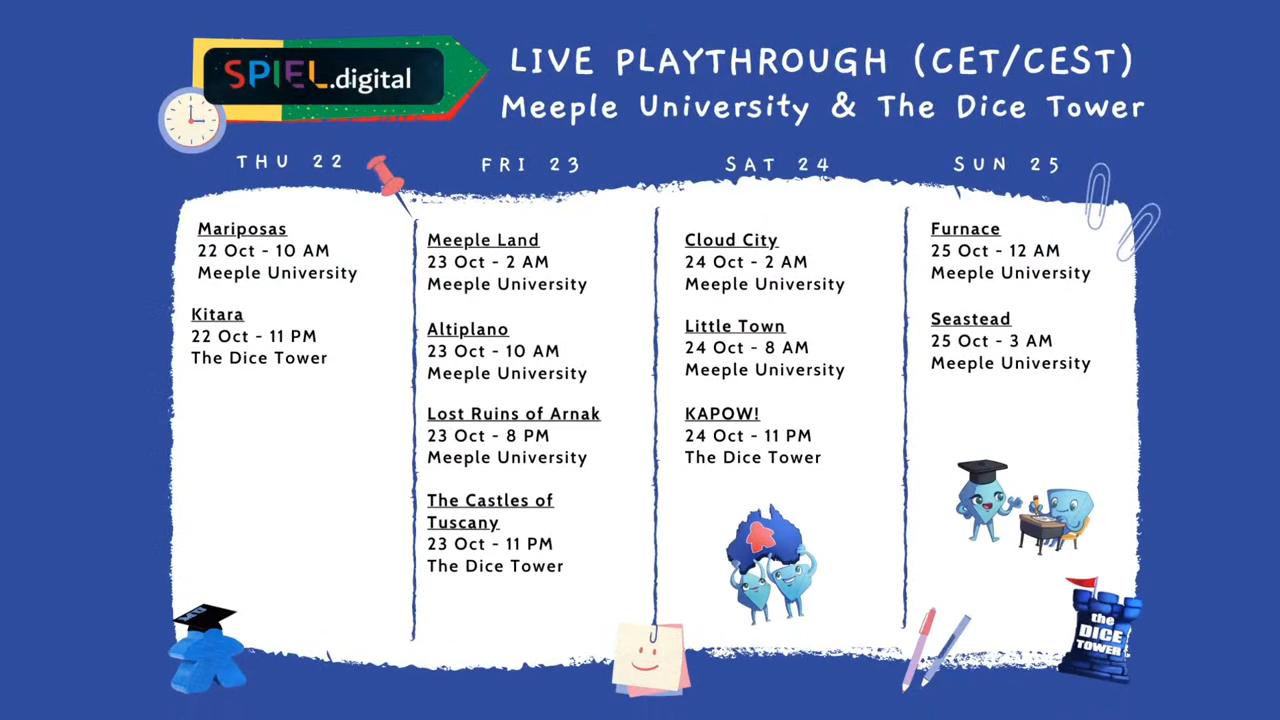 SPIEL.digital
LIVE PLAYTHROUGH (CET/CEST)
Meeple University & The Dice Tower
THU 22
FRI 23
SAT 24
SUN 25
Mariposas
22 Oct - 10 AM
Meeple University
Kitara
22 Oct - 11 PM
The Dice Tower
Meeple Land
23 Oct - 2 AM
Meeple University
Altiplano
23 Oct - 10 AM
Meeple University
Lost Ruins of Arnak
23 Oct - 8 PM
Meeple University
The Castles of
Tuscany
23 Oct - 11 PM
The Dice Tower
Cloud City
24 Oct - 2 AM
Meeple University
Little Town
24 Oct - 8 AM
Meeple University
KAPOW!
24 Oct - 11 PM
The Dice Tower
Furnace
25 Oct - 12 AM
Meeple University
Seastead
25 Oct - 3 AM
Meeple University
MU
the
DICE
TOWER